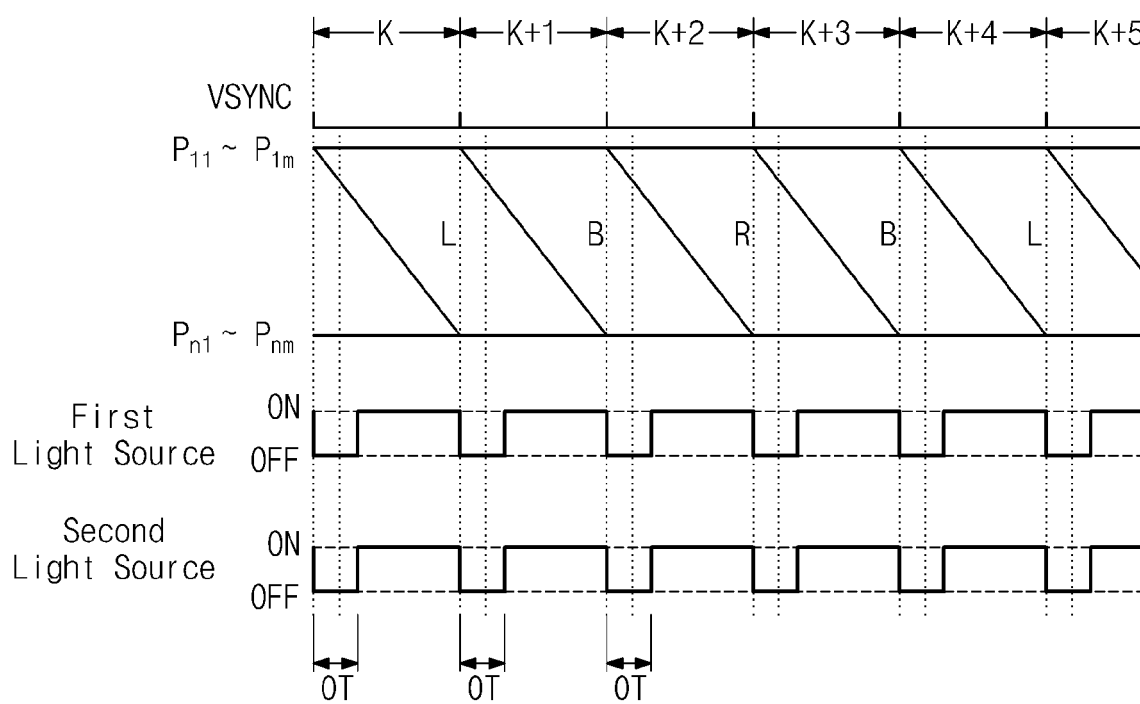 K K+1 K+2 K+3 K+4 K+5
VSYNC
P11 ~ P1m
L B R B L
Pn1 ~ Pnm
First
Light Source
ON
OFF
Second
Light Source
ON
OFF
OT OT OT